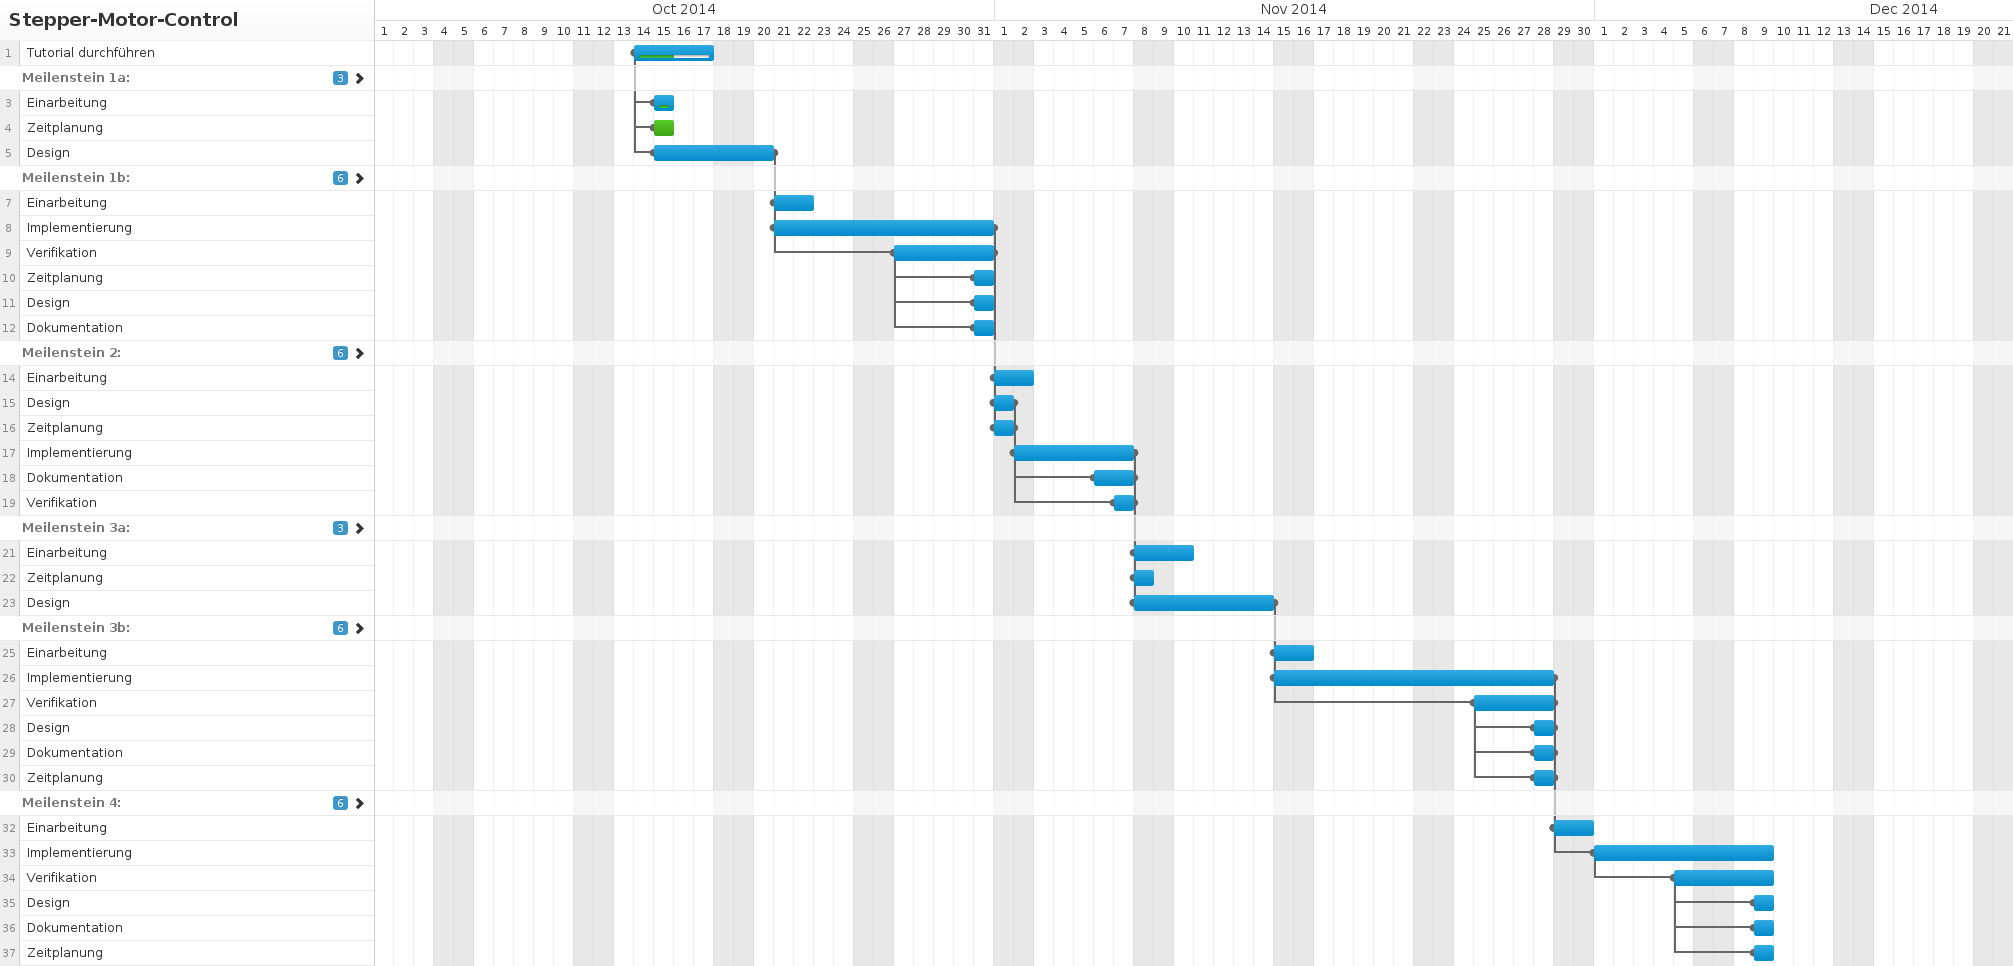 Stepper-Motor-Control
Oct 2014 Nov 2014 Dec 2014
1 2 3 4 5 6 7 8 9 10 11 12 13 14 15 16 17 18 19 20 21 22 23 24 25 26 27 28 29 30 31 1 2 3 4 5 6 7 8 9 10 11 12 13 14 15 16 17 18 19 20 21 22 23 24 25 26 27 28 29 30 1 2 3 4 5 6 7 8 9 10 11 12 13 14 15 16 17 18 19 20 21
1 Tutorial durchführen
Meilenstein 1a: 3
3 Einarbeitung
4 Zeitplanung
5 Design
Meilenstein 1b: 6
7 Einarbeitung
8 Implementierung
9 Verifikation
10 Zeitplanung
11 Design
12 Dokumentation
Meilenstein 2: 6
14 Einarbeitung
15 Design
16 Zeitplanung
17 Implementierung
18 Dokumentation
19 Verifikation
Meilenstein 3a: 3
21 Einarbeitung
22 Zeitplanung
23 Design
Meilenstein 3b: 6
25 Einarbeitung
26 Implementierung
27 Verifikation
28 Design
29 Dokumentation
30 Zeitplanung
Meilenstein 4: 6
32 Einarbeitung
33 Implementierung
34 Verifikation
35 Design
36 Dokumentation
37 Zeitplanung